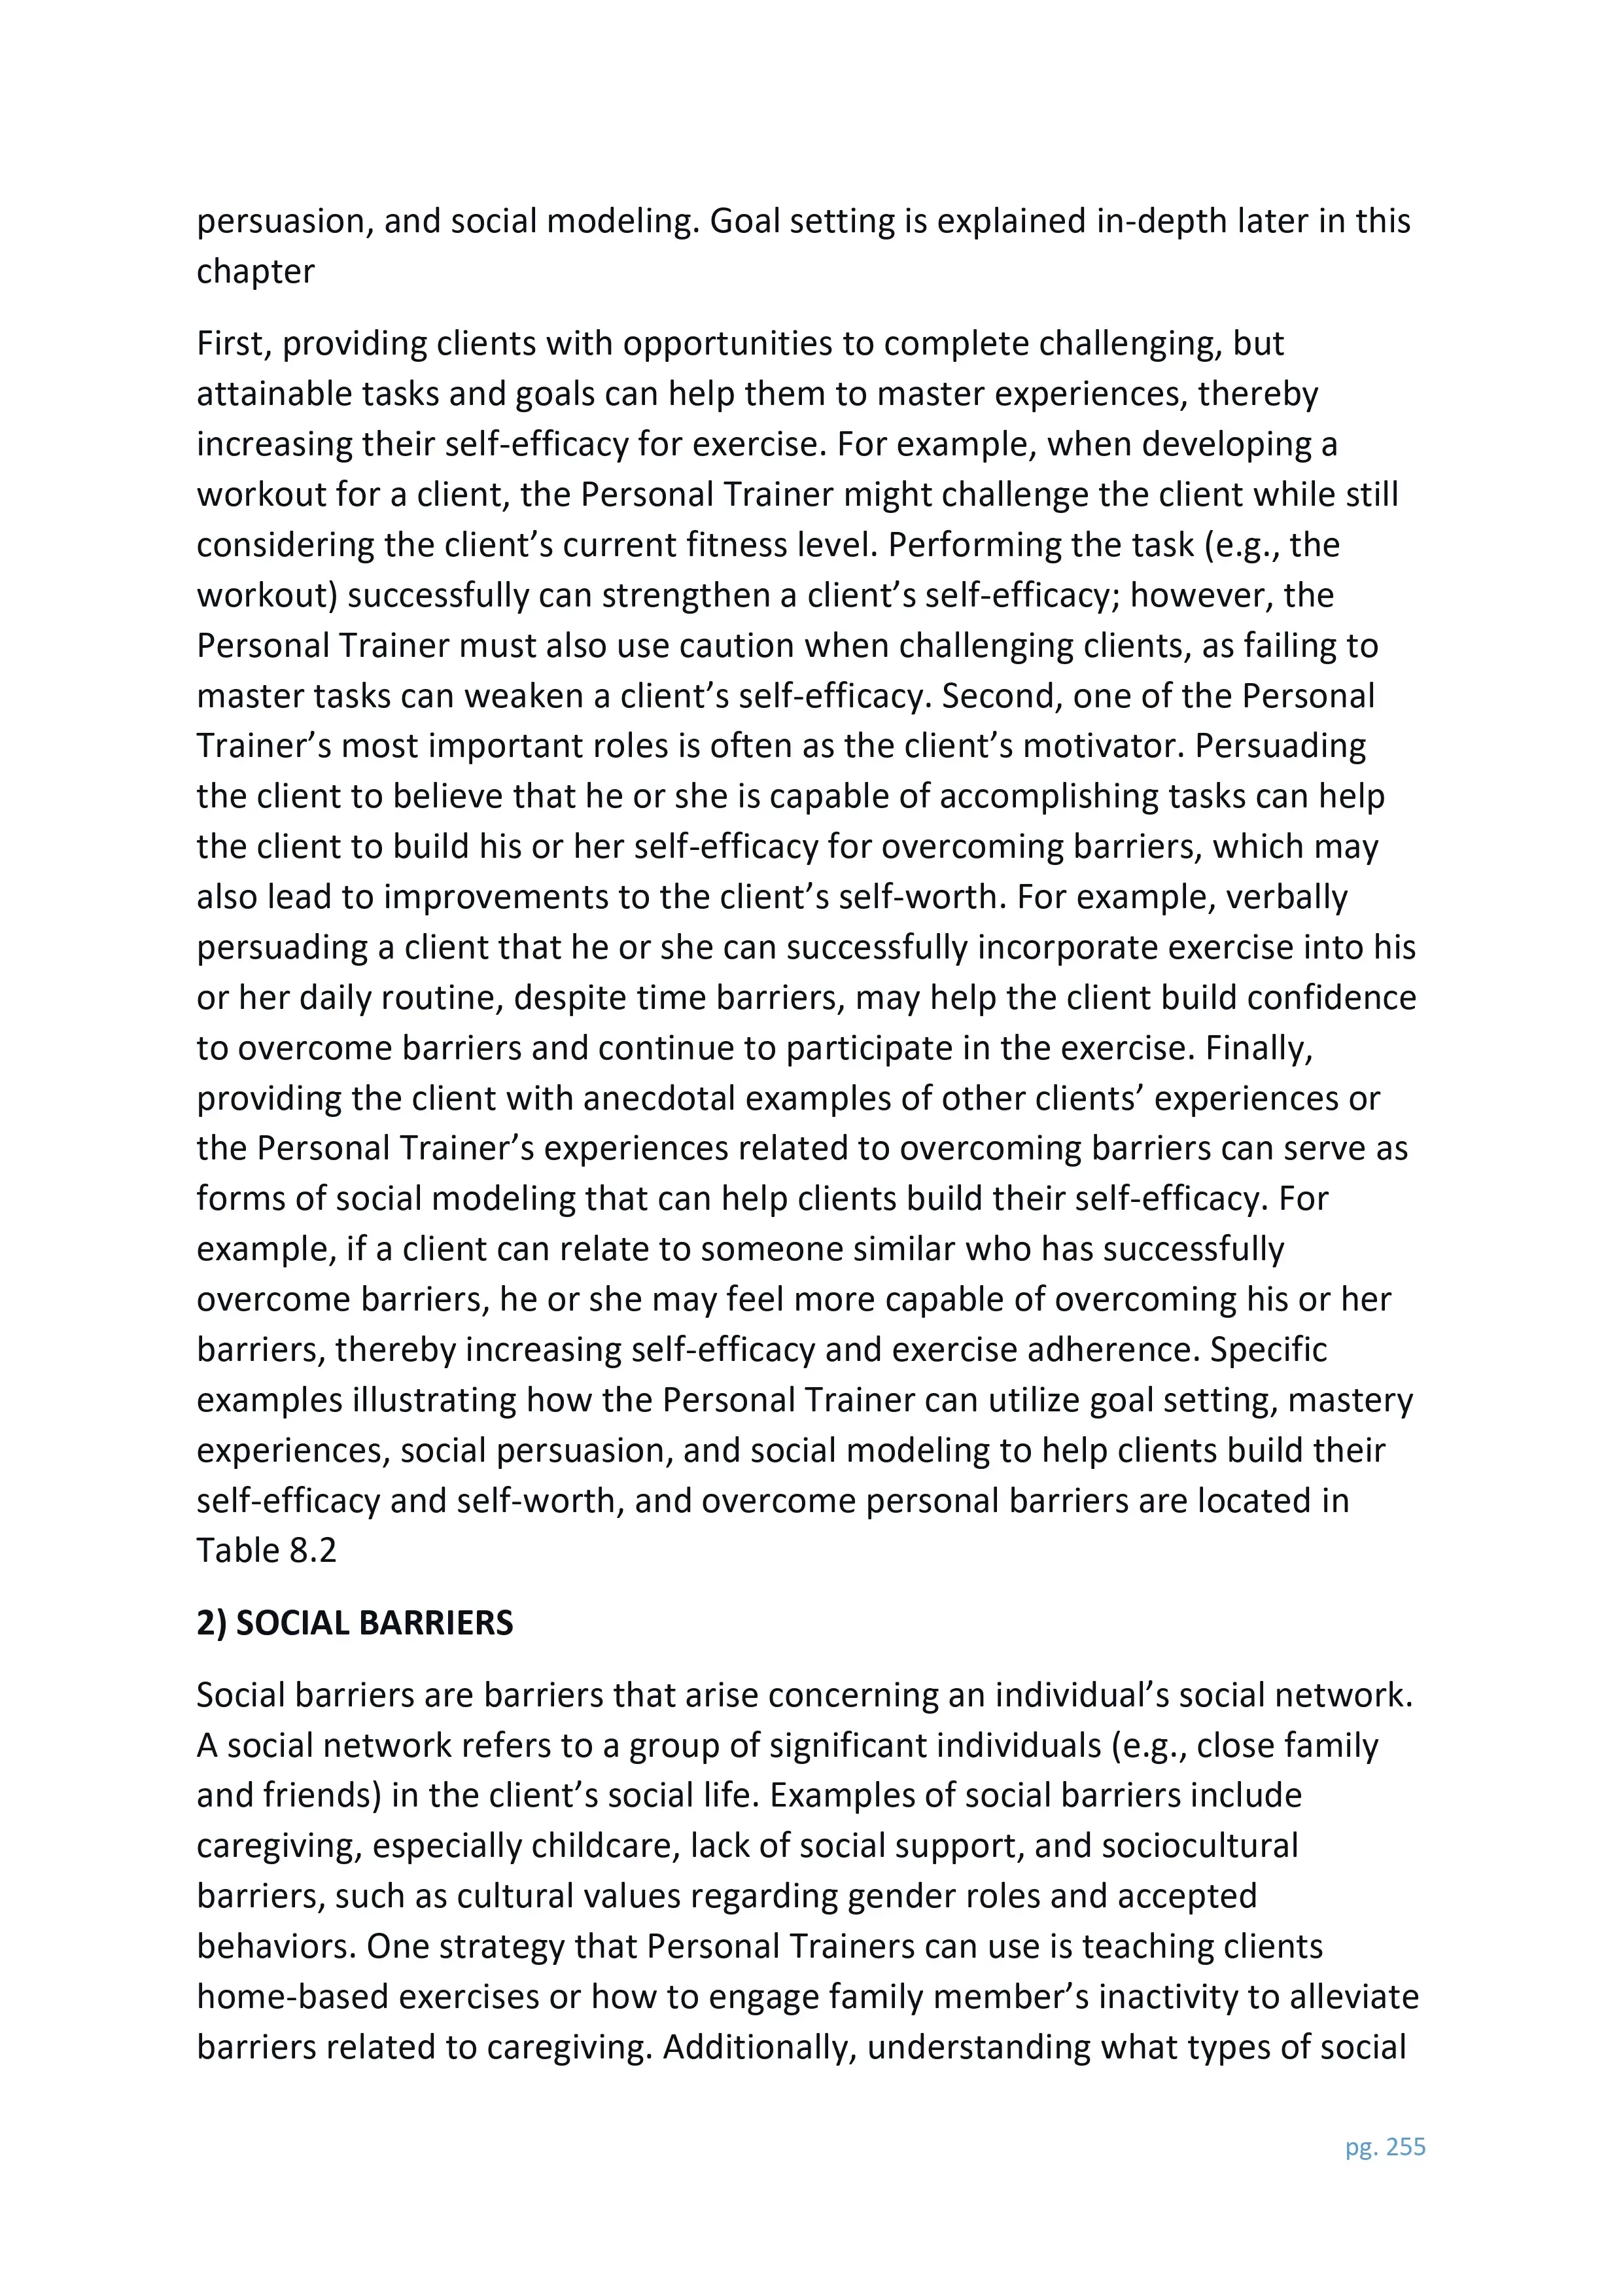 persuasion, and social modeling. Goal setting is explained in-depth later in this
chapter
First, providing clients with opportunities to complete challenging, but
attainable tasks and goals can help them to master experiences, thereby
increasing their self-efficacy for exercise. For example, when developing a
workout for a client, the Personal Trainer might challenge the client while still
considering the client’s current fitness level. Performing the task (e.g., the
workout) successfully can strengthen a client’s self-efficacy; however, the
Personal Trainer must also use caution when challenging clients, as failing to
master tasks can weaken a client’s self-efficacy. Second, one of the Personal
Trainer’s most important roles is often as the client’s motivator. Persuading
the client to believe that he or she is capable of accomplishing tasks can help
the client to build his or her self-efficacy for overcoming barriers, which may
also lead to improvements to the client’s self-worth. For example, verbally
persuading a client that he or she can successfully incorporate exercise into his
or her daily routine, despite time barriers, may help the client build confidence
to overcome barriers and continue to participate in the exercise. Finally,
providing the client with anecdotal examples of other clients’ experiences or
the Personal Trainer’s experiences related to overcoming barriers can serve as
forms of social modeling that can help clients build their self-efficacy. For
example, if a client can relate to someone similar who has successfully
overcome barriers, he or she may feel more capable of overcoming his or her
barriers, thereby increasing self-efficacy and exercise adherence. Specific
examples illustrating how the Personal Trainer can utilize goal setting, mastery
experiences, social persuasion, and social modeling to help clients build their
self-efficacy and self-worth, and overcome personal barriers are located in
Table 8.2
2) SOCIAL BARRIERS
Social barriers are barriers that arise concerning an individual’s social network.
A social network refers to a group of significant individuals (e.g., close family
and friends) in the client’s social life. Examples of social barriers include
caregiving, especially childcare, lack of social support, and sociocultural
barriers, such as cultural values regarding gender roles and accepted
behaviors. One strategy that Personal Trainers can use is teaching clients
home-based exercises or how to engage family member’s inactivity to alleviate
barriers related to caregiving. Additionally, understanding what types of social
pg. 255